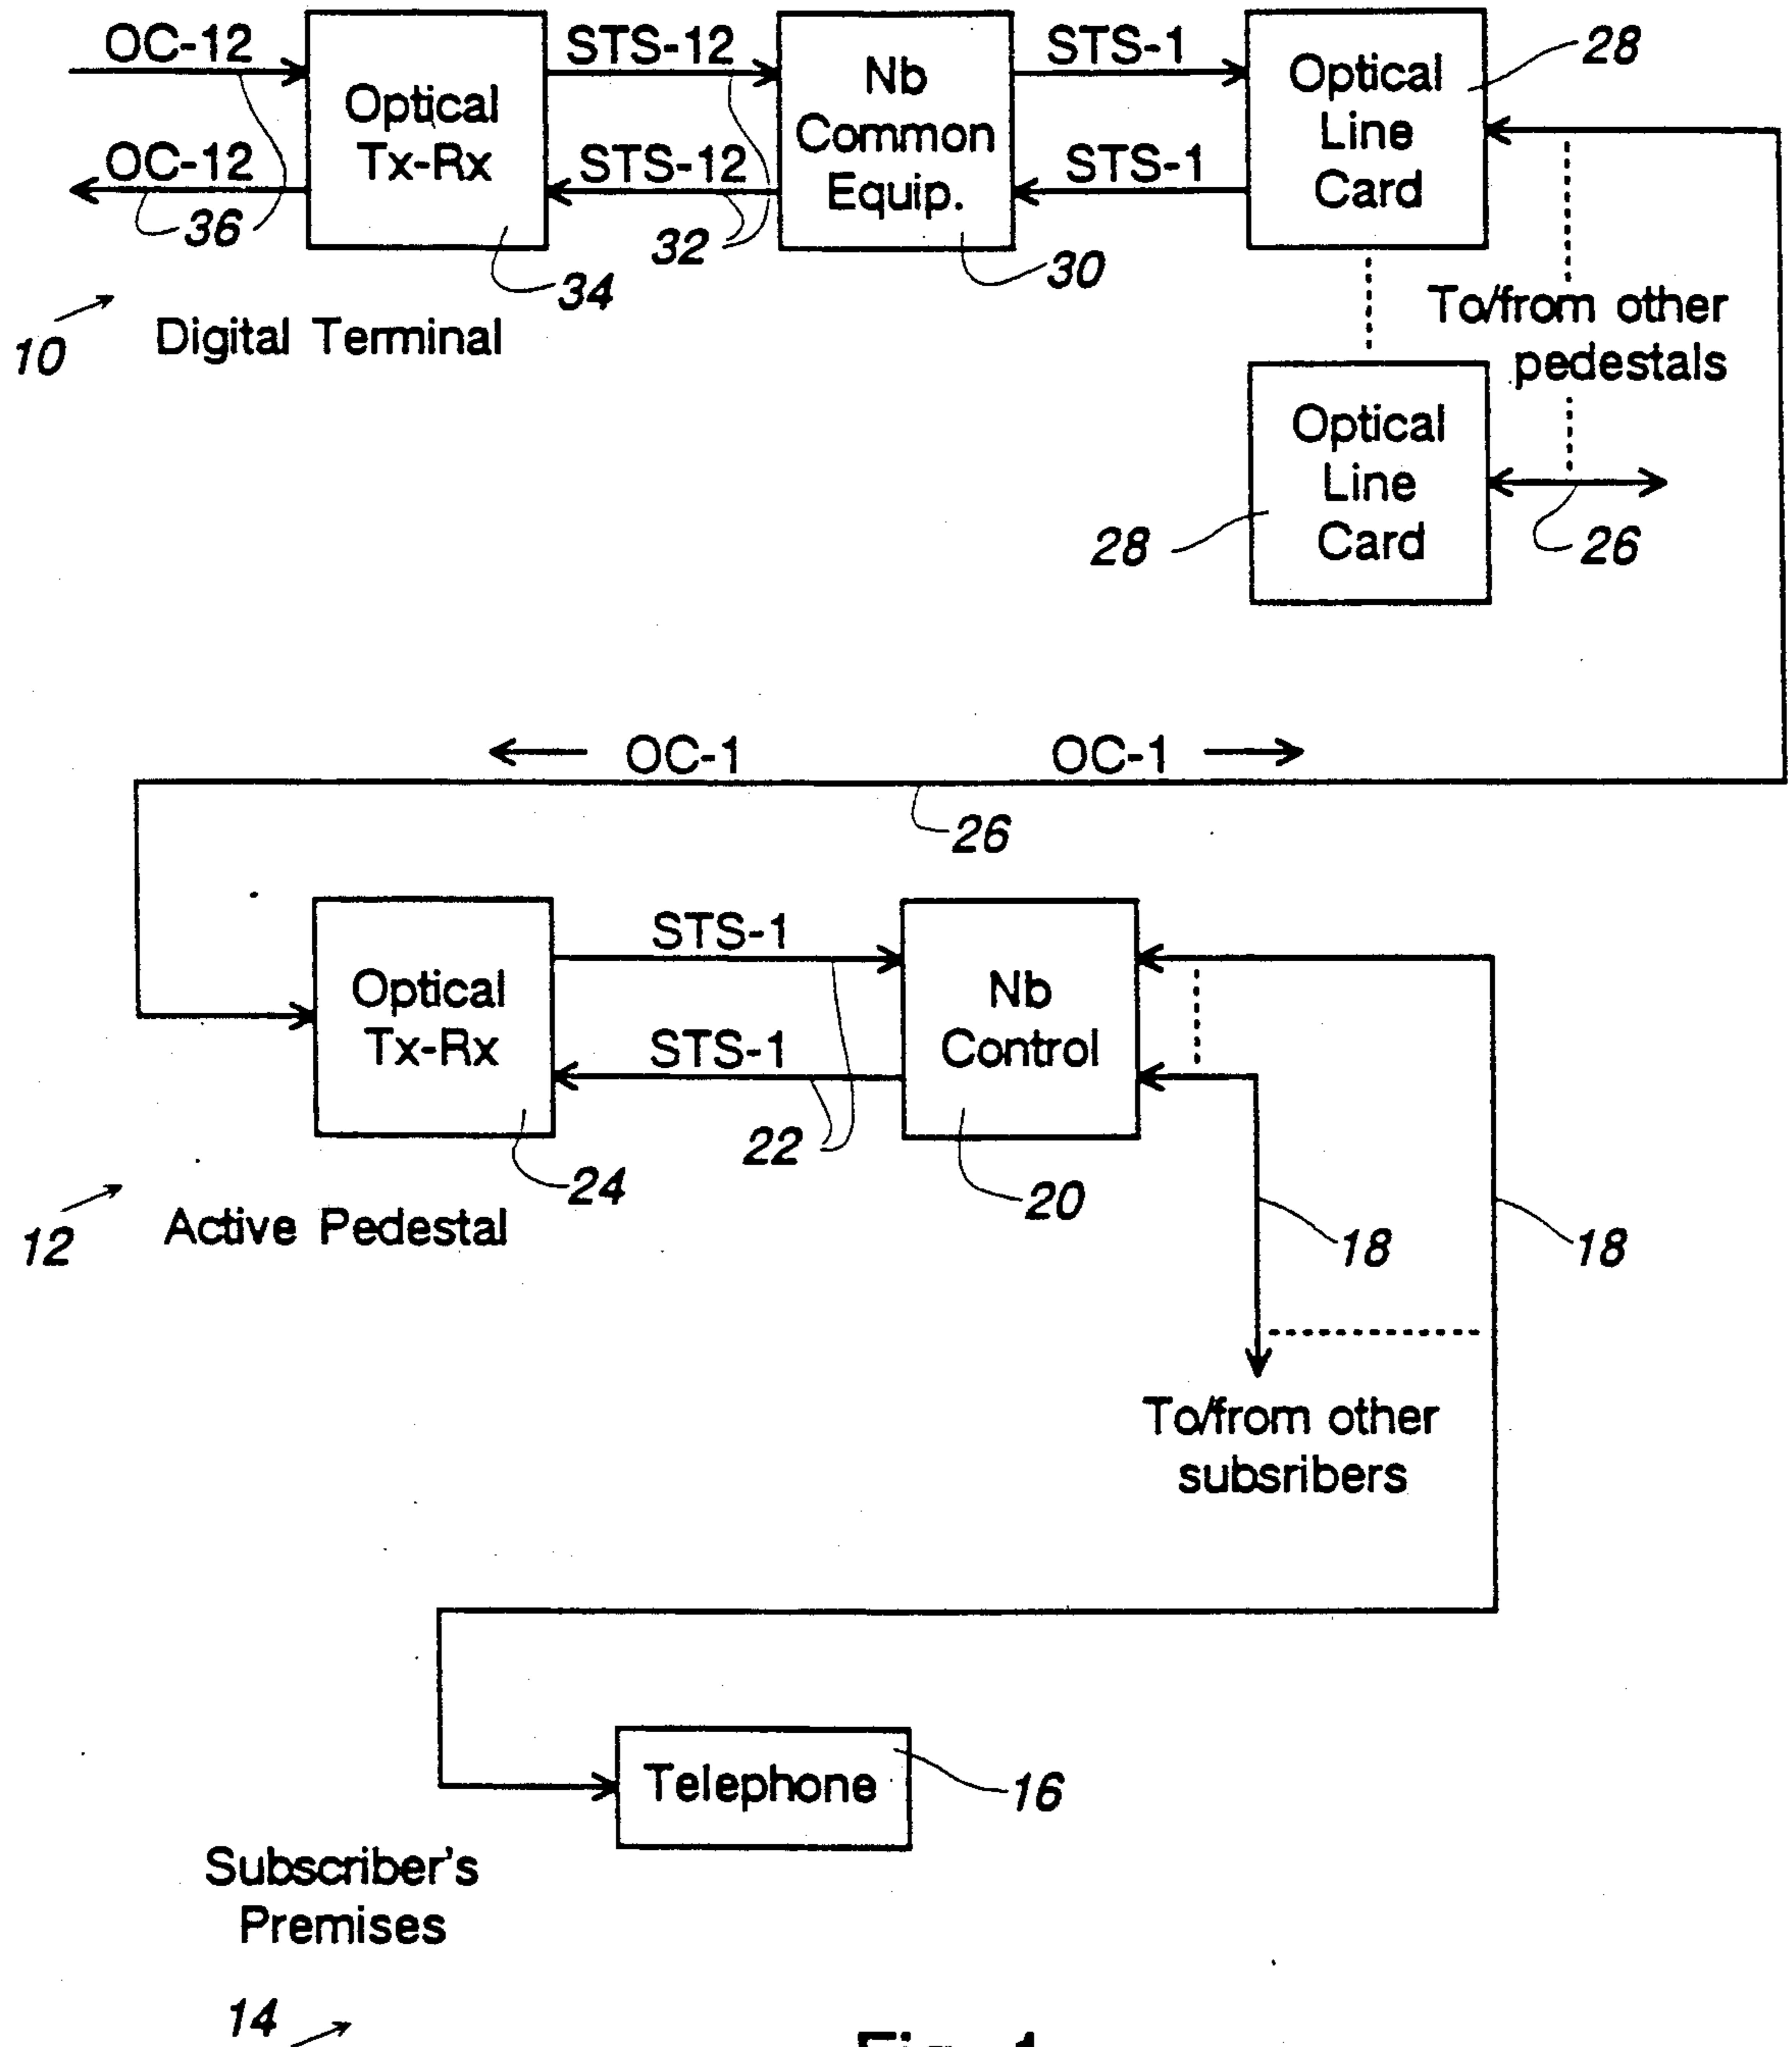 OC-12
STS-12
STS-1
28
Optical
Tx-Rx
Nb
Common
Equip.
Optical
Line
Card
OC-12
STS-12
STS-1
36
32
34
30
10
Digital Terminal
To/from other
pedestals
Optical
Line
Card
28
26
OC-1
OC-1
26
STS-1
Optical
Tx-Rx
Nb
Control
STS-1
22
24
20
12
Active Pedestal
18
18
To/from other
subsribers
Telephone
16
Subscriber's
Premises
14